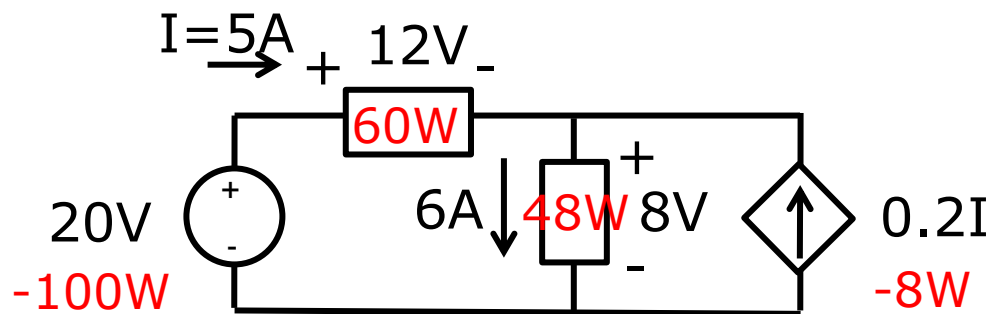 I=5A
+ 12V -
60W
+
-
20V
-100W
6A
48W
+
8V
-
0.2I
-8W